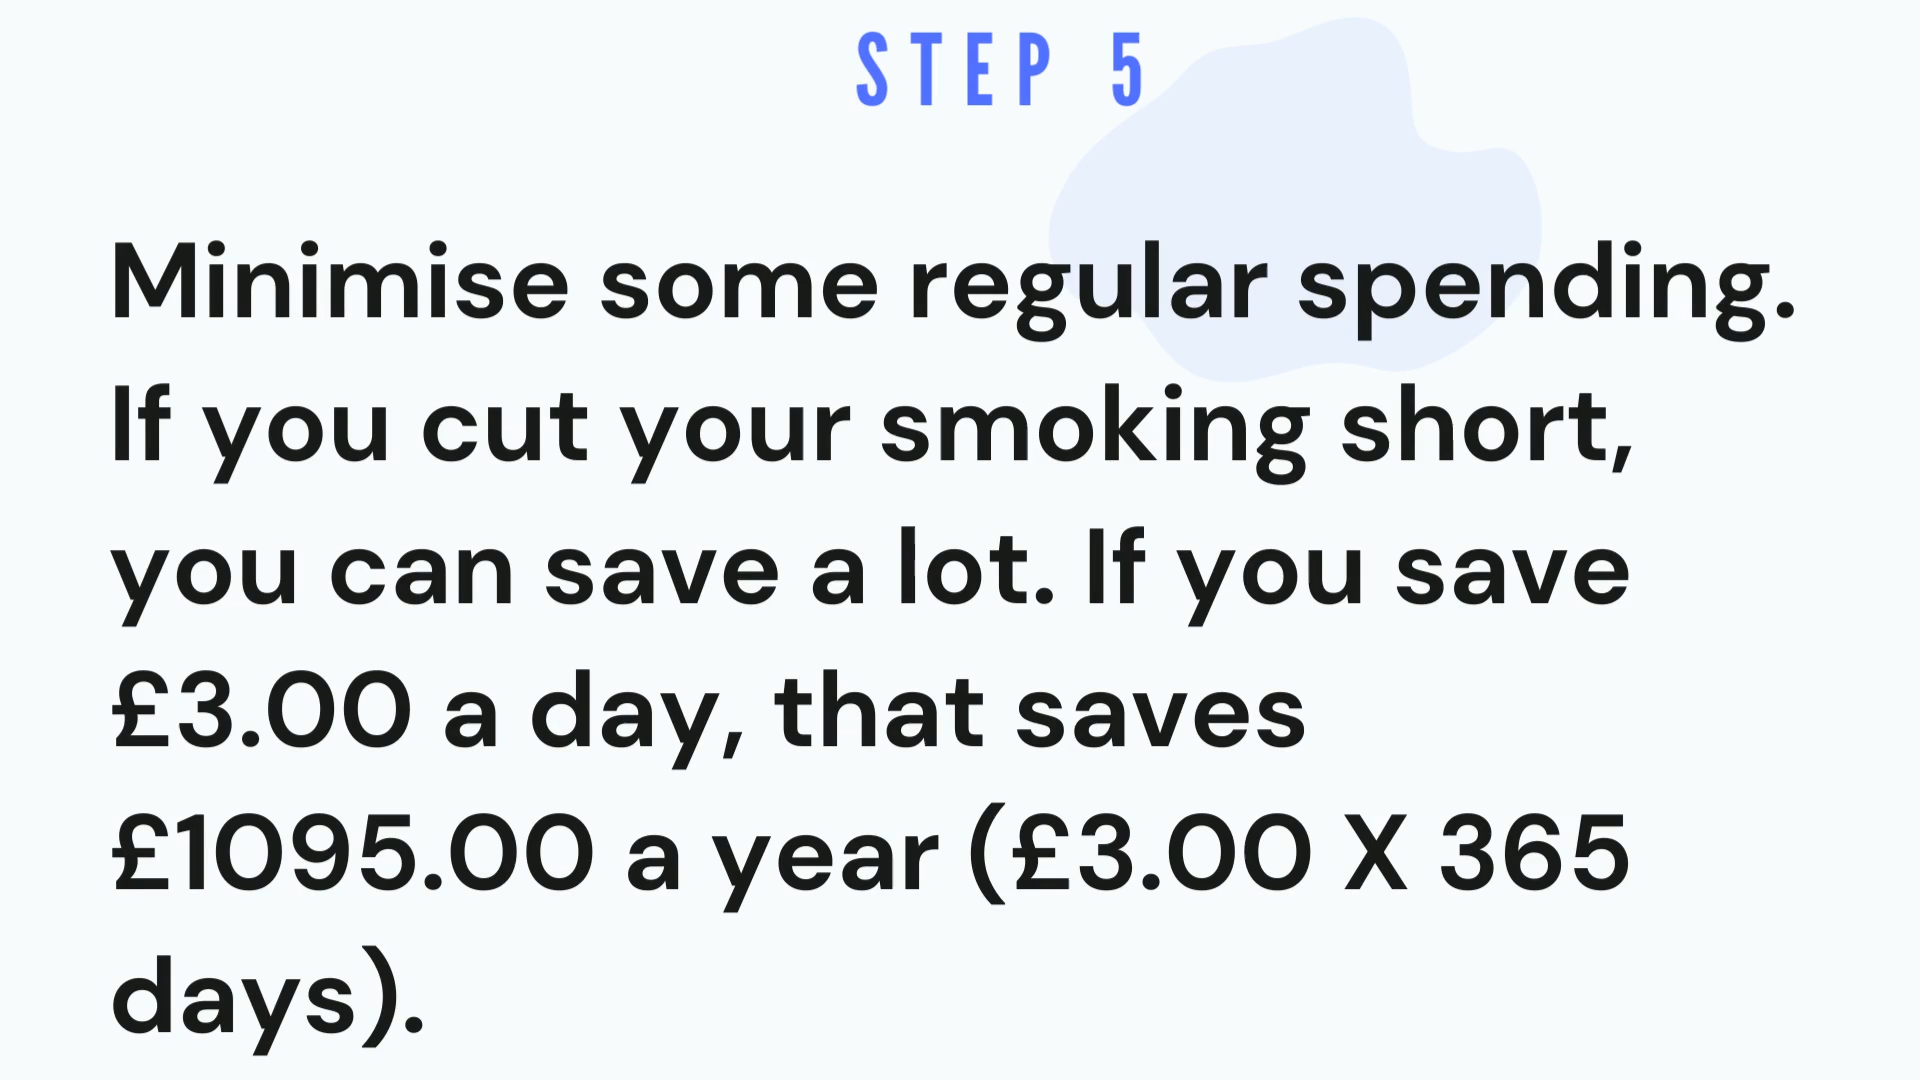 STEP 5
Minimise some regular spending.
If you cut your smoking short,
you can save a lot. If you save
£3.00 a day, that saves
£1095.00 a year (£3.00 X 365
days).